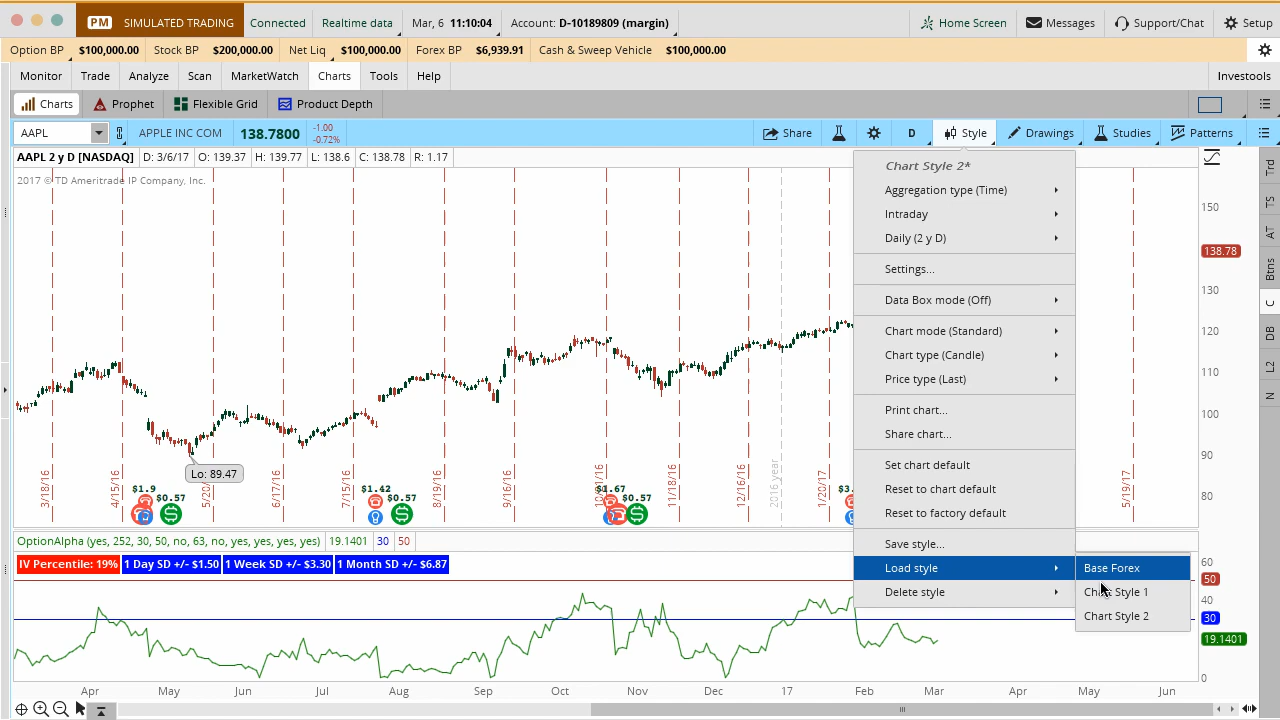 PM SIMULATED TRADING Connected Realtime data Mar, 6 11:10:04 Account: D-10189809 (margin) Home Screen Messages Support/Chat Setup
Option BP $100,000.00 Stock BP $200,000.00 Net Liq $100,000.00 Forex BP $6,939.91 Cash & Sweep Vehicle $100,000.00
Monitor Trade Analyze Scan MarketWatch Charts Tools Help Investools
Charts Prophet Flexible Grid Product Depth
AAPL APPLE INC COM 138.7800 -1.00 -0.72% Share D Style Drawings Studies Patterns
AAPL 2 y D [NASDAQ] D: 3/6/17 O: 139.37 H: 139.77 L: 138.6 C: 138.78 R: 1.17
2017 © TD Ameritrade IP Company, Inc.
Chart Style 2*
Aggregation type (Time)
Intraday
Daily (2 y D)
Settings...
Data Box mode (Off)
Chart mode (Standard)
Chart type (Candle)
Price type (Last)
Print chart...
Share chart...
Set chart default
Reset to chart default
Reset to factory default
Save style...
Load style
Delete style
Base Forex
Chart Style 1
Chart Style 2
150
138.78
130
120
110
100
90
80
Trd
TS
AT
Btns
C
DB
L2
N
Lo: 89.47
3/18/16 4/15/16 6/17/16 7/15/16 8/19/16 9/16/16 11/18/16 12/16/16 2016 year 1/20/17 5/19/17
$1.9 $0.57 $1.42 $0.57 $1.67 $0.57
OptionAlpha (yes, 252, 30, 50, no, 63, no, yes, yes, yes, yes) 19.1401 30 50
IV Percentile: 19% 1 Day SD +/- $1.50 1 Week SD +/- $3.30 1 Month SD +/- $6.87
60
50
40
30
19.1401
0
Apr May Jun Jul Aug Sep Oct Nov Dec 17 Feb Mar Apr May Jun